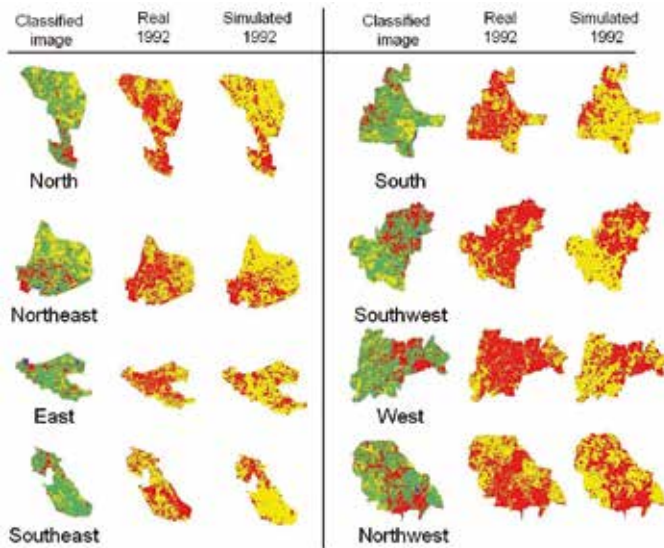 Classified image Real 1992 Simulated 1992
North
Northeast
East
Southeast
Classified image Real 1992 Simulated 1992
South
Southwest
West
Northwest